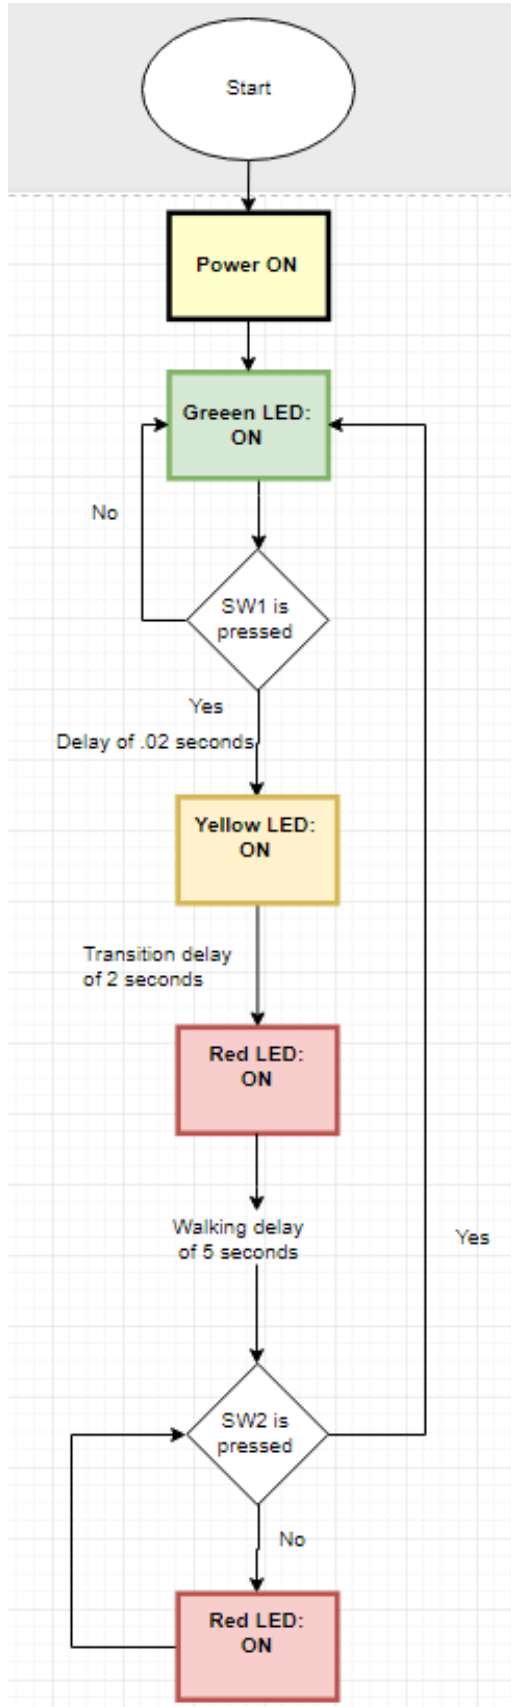 Start
Power ON
Greeen LED:
ON
No
SW1 is
pressed
Yes
Delay of .02 seconds
Yellow LED:
ON
Transition delay
of 2 seconds
Red LED:
ON
Walking delay
of 5 seconds
Yes
SW2 is
pressed
No
Red LED:
ON